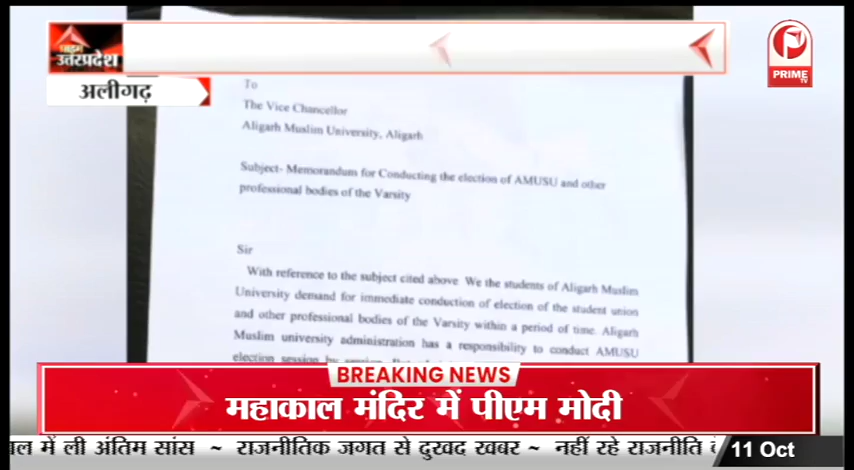 प्राइम
उत्तरप्रदेश
PRIME
TV
अलीगढ़
To
The Vice Chancellor
Aligarh Muslim University, Aligarh
Subject- Memorandum for Conducting the election of AMUSU and other
professional bodies of the Varsity
Sir
With reference to the subject cited above We the students of Aligarh Muslim
University demand for immediate conduction of election of the student union
and other professional bodies of the Varsity within a period of time. Aligarh
Muslim university administration has a responsibility to conduct AMUSU
election session by
BREAKING NEWS
महाकाल मंदिर में पीएम मोदी
में ली अंतिम सांस ~ राजनीतिक जगत से दुखद खबर ~ नहीं रहे राजनीति
11 Oct